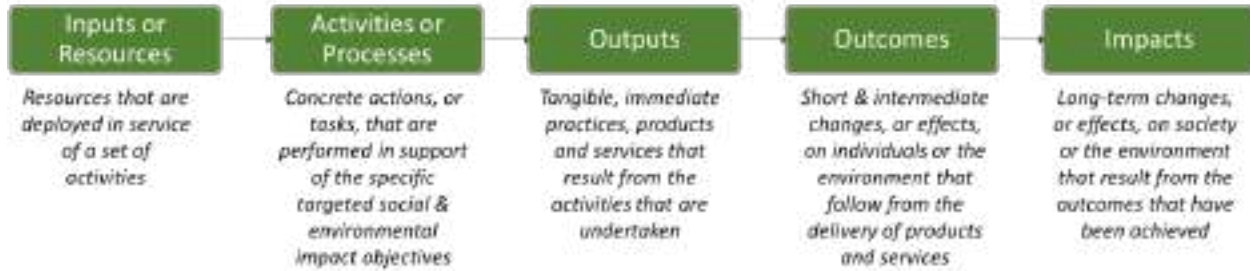 Inputs or
Resources
Resources that are
deployed in service
of a set of
activities
Activities or
Processes
Concrete actions, or
tasks, that are
performed in support
of the specific
targeted social &
environmental
impact objectives
Outputs
Tangible, immediate
practices, products
and services that
result from the
activities that are
undertaken
Outcomes
Short & intermediate
changes, or effects,
on individuals or the
environment that
follow from the
delivery of products
and services
Impacts
Long-term changes,
or effects, on society
or the environment
that result from the
outcomes that have
been achieved